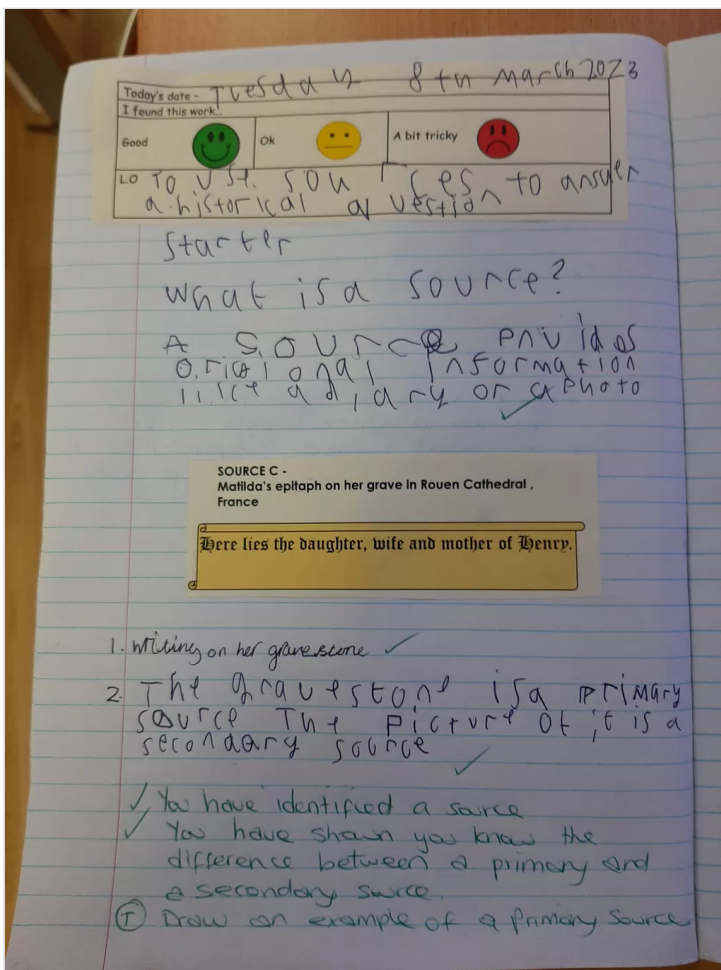 Today's date - Tuesday 8th March 2023
I found this work..
Good Ok A bit tricky
LO To use sources to answer
a historical question
Starter
What is a source?
A source provides
origional information
like a diary or a photo
SOURCE C -
Matilda's epitaph on her grave in Rouen Cathedral ,
France
Here lies the daughter, wife and mother of Henry.
1. Writing on her gravestone
2. The gravestone is a primary
source The picture of it is a
secondary source
You have identified a source
You have shown you know the
difference between a primary and
a secondary source.
T Draw an example of a Primary Source